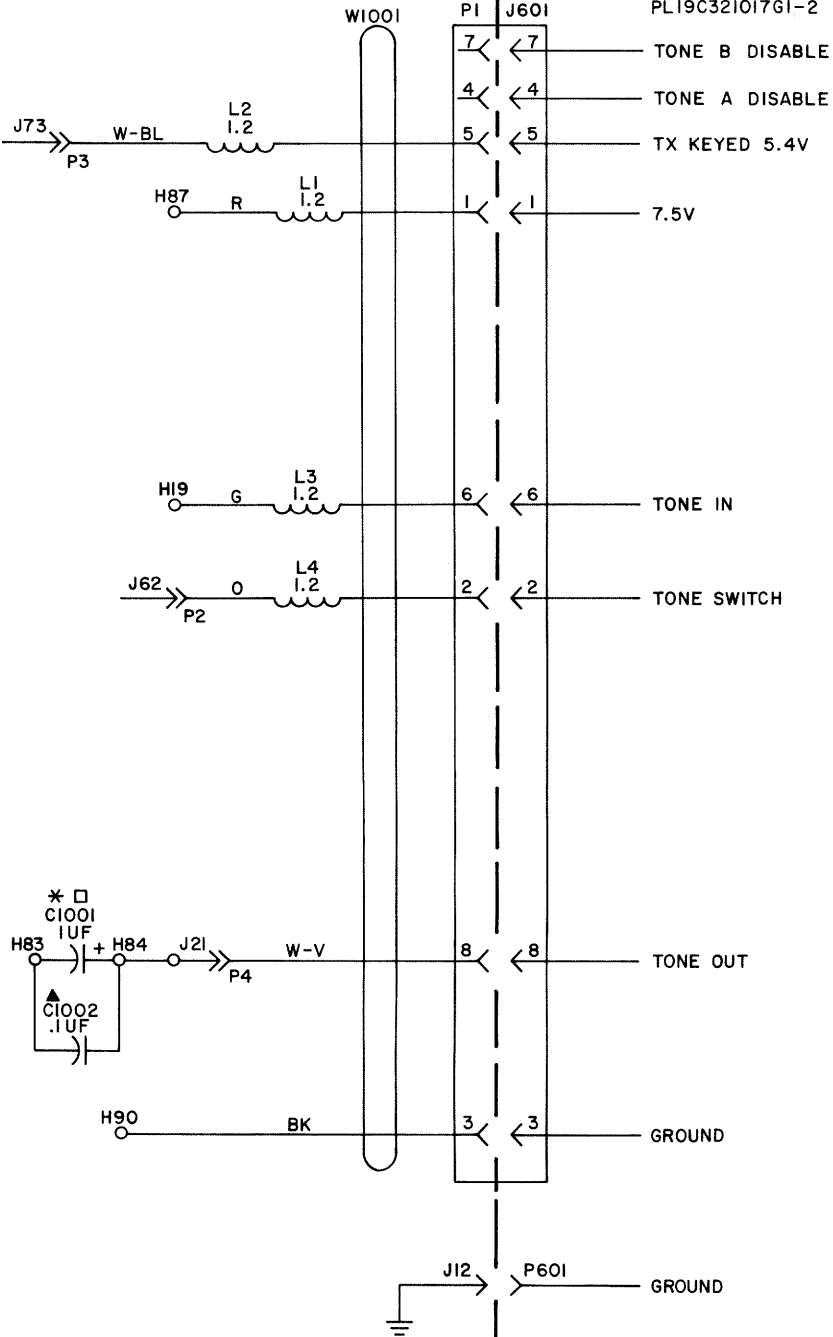 W1001 P1 J601 PL19C321017G1-2
7 7 TONE B DISABLE
4 4 TONE A DISABLE
J73 P3 W-BL L2 1.2 5 5 TX KEYED 5.4V
H87 R L1 1.2 1 1 7.5V
H19 G L3 1.2 6 6 TONE IN
J62 P2 O L4 1.2 2 2 TONE SWITCH
* □
C1001
1UF
H83 + H84 J21 P4 W-V 8 8 TONE OUT
▲
C1002
.1UF
H90 BK 3 3 GROUND
J12 P601 GROUND